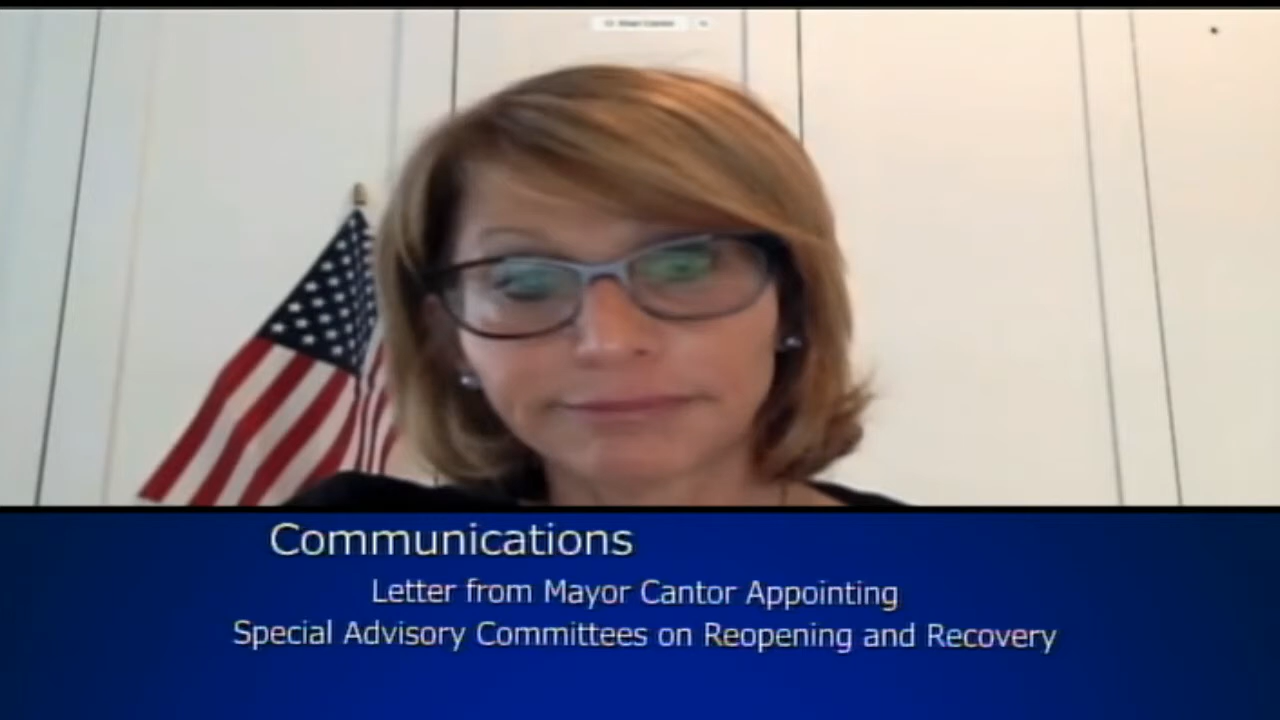 Communications
Letter from Mayor Cantor Appointing
Special Advisory Committees on Reopening and Recovery